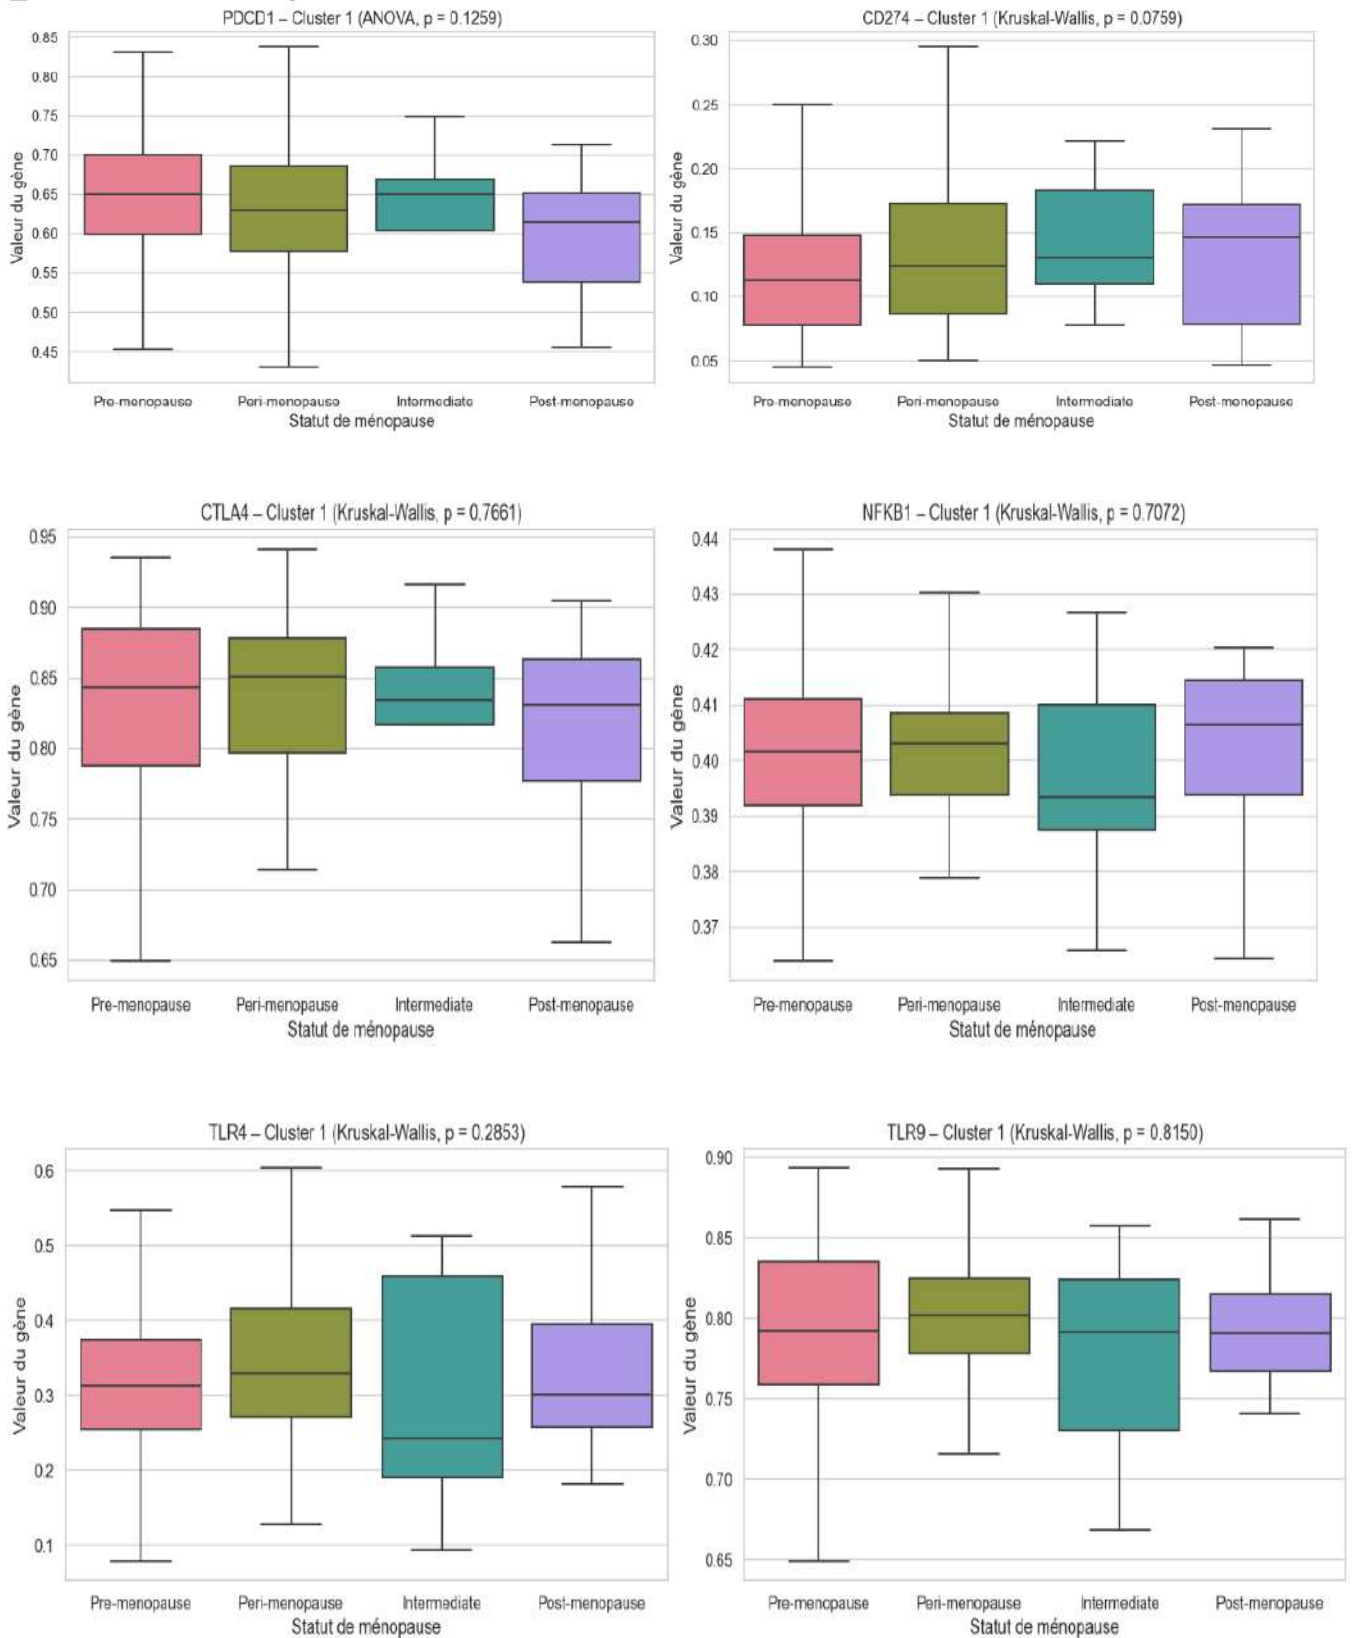 PDCD1 – Cluster 1 (ANOVA, p = 0.1259)
0.85
0.80
0.75
0.70
0.65
0.60
0.55
0.50
0.45
Valeur du gène
Pre-menopause Peri-menopause Intermediate Post-menopause
Statut de ménopause
CD274 – Cluster 1 (Kruskal-Wallis, p = 0.0759)
0.30
0.25
0.20
0.15
0.10
0.05
Valeur du gène
Pre-menopause Peri-menopause Intermediate Post-menopause
Statut de ménopause
CTLA4 – Cluster 1 (Kruskal-Wallis, p = 0.7661)
0.95
0.90
0.85
0.80
0.75
0.70
0.65
Valeur du gène
Pre-menopause Peri-menopause Intermediate Post-menopause
Statut de ménopause
NFKB1 – Cluster 1 (Kruskal-Wallis, p = 0.7072)
0.44
0.43
0.42
0.41
0.40
0.39
0.38
0.37
Valeur du gène
Pre-menopause Peri-menopause Intermediate Post-menopause
Statut de ménopause
TLR4 – Cluster 1 (Kruskal-Wallis, p = 0.2853)
0.6
0.5
0.4
0.3
0.2
0.1
Valeur du gène
Pre-menopause Peri-menopause Intermediate Post-menopause
Statut de ménopause
TLR9 – Cluster 1 (Kruskal-Wallis, p = 0.8150)
0.90
0.85
0.80
0.75
0.70
0.65
Valeur du gène
Pre-menopause Peri-menopause Intermediate Post-menopause
Statut de ménopause